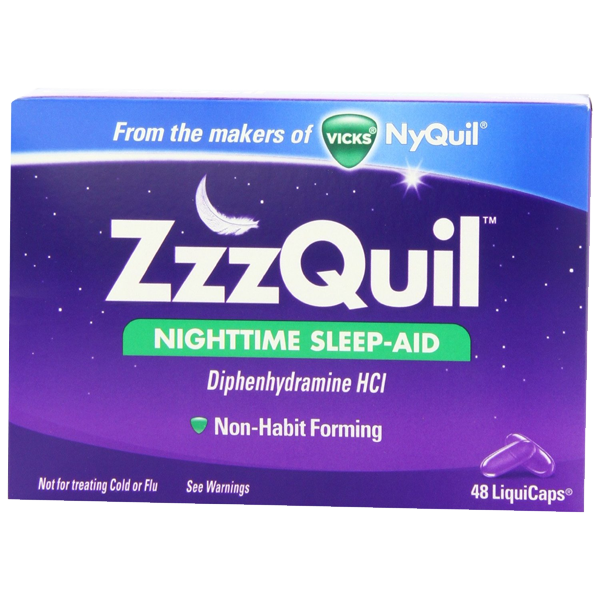 From the makers of VICKS® NyQuil®
ZzzQuil™
NIGHTTIME SLEEP-AID
Diphenhydramine HCl
Non-Habit Forming
Not for treating Cold or Flu See Warnings 48 LiquiCaps®